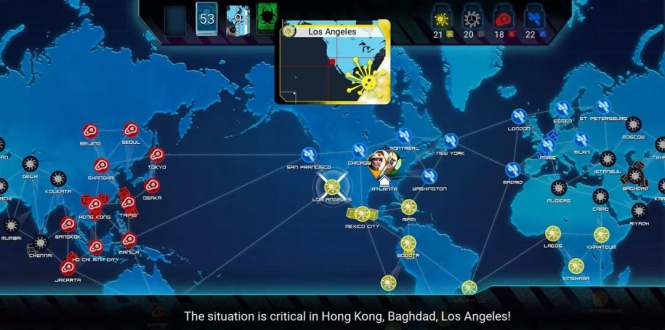 53
Los Angeles
21
20
18
22
LONDON
ESSEN
ST. PETERSBURG
MOSCOW
MONTREAL
BEIJING
SEOUL
SAN FRANCISCO
CHICAGO
NEW YORK
PARIS
MILAN
TOKYO
SHANGHAI
DELHI
KOLKATA
ATLANTA
WASHINGTON
MADRID
ISTANBUL
BAGHDAD
OSAKA
LOS ANGELES
ALGIERS
CAIRO
HONG KONG
TAIPEI
MIAMI
MEXICO CITY
RIYADH
MUMBAI
BANGKOK
CHENNAI
HO CHI MINH CITY
MANILA
BOGOTA
LAGOS
KHARTOUM
JAKARTA
KINSHASA
The situation is critical in Hong Kong, Baghdad, Los Angeles!